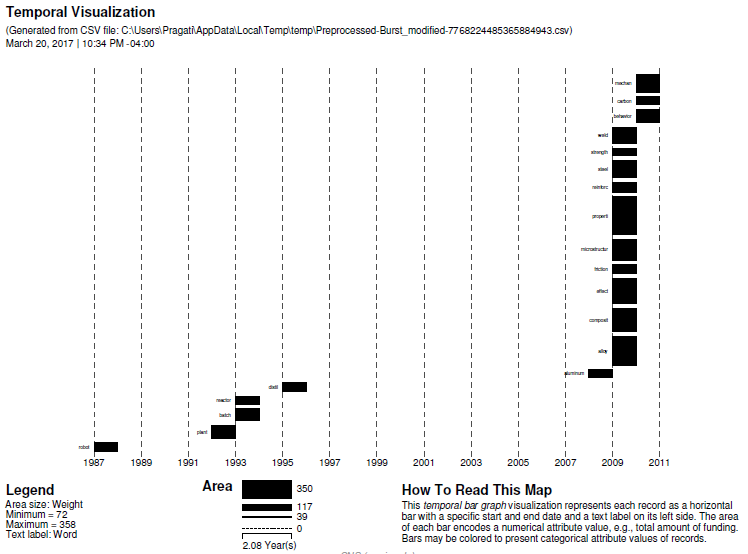 Temporal Visualization
(Generated from CSV file: C:\Users\Pragati\AppData\Local\Temp\temp\Preprocessed-Burst_modified-7768224485365884943.csv)
March 20, 2017 | 10:34 PM -04:00
mechan
carbon
behavior
weld
strength
steel
reinforc
properti
microstructur
friction
effect
composit
alloy
aluminum
distil
reactor
batch
plant
robot
1987 1989 1991 1993 1995 1997 1999 2001 2003 2005 2007 2009 2011
Legend
Area size: Weight
Minimum = 72
Maximum = 358
Text label: Word
Area
350
117
39
0
2.08 Year(s)
How To Read This Map
This temporal bar graph visualization represents each record as a horizontal
bar with a specific start and end date and a text label on its left side. The area
of each bar encodes a numerical attribute value, e.g., total amount of funding.
Bars may be colored to present categorical attribute values of records.